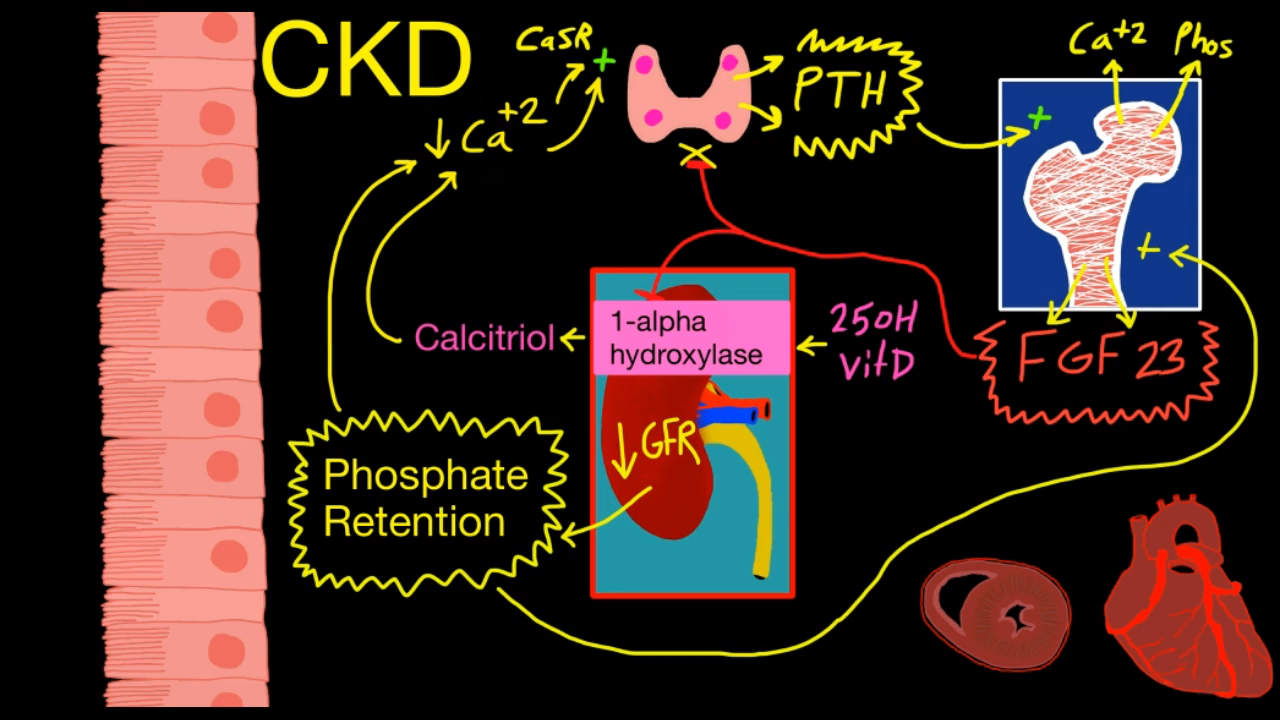 CKD
CaSR +
↓ Ca+2
PTH
+
Ca+2 Phos
+
1-alpha
hydroxylase
Calcitriol
25OH
vitD
FGF 23
↓ GFR
Phosphate
Retention